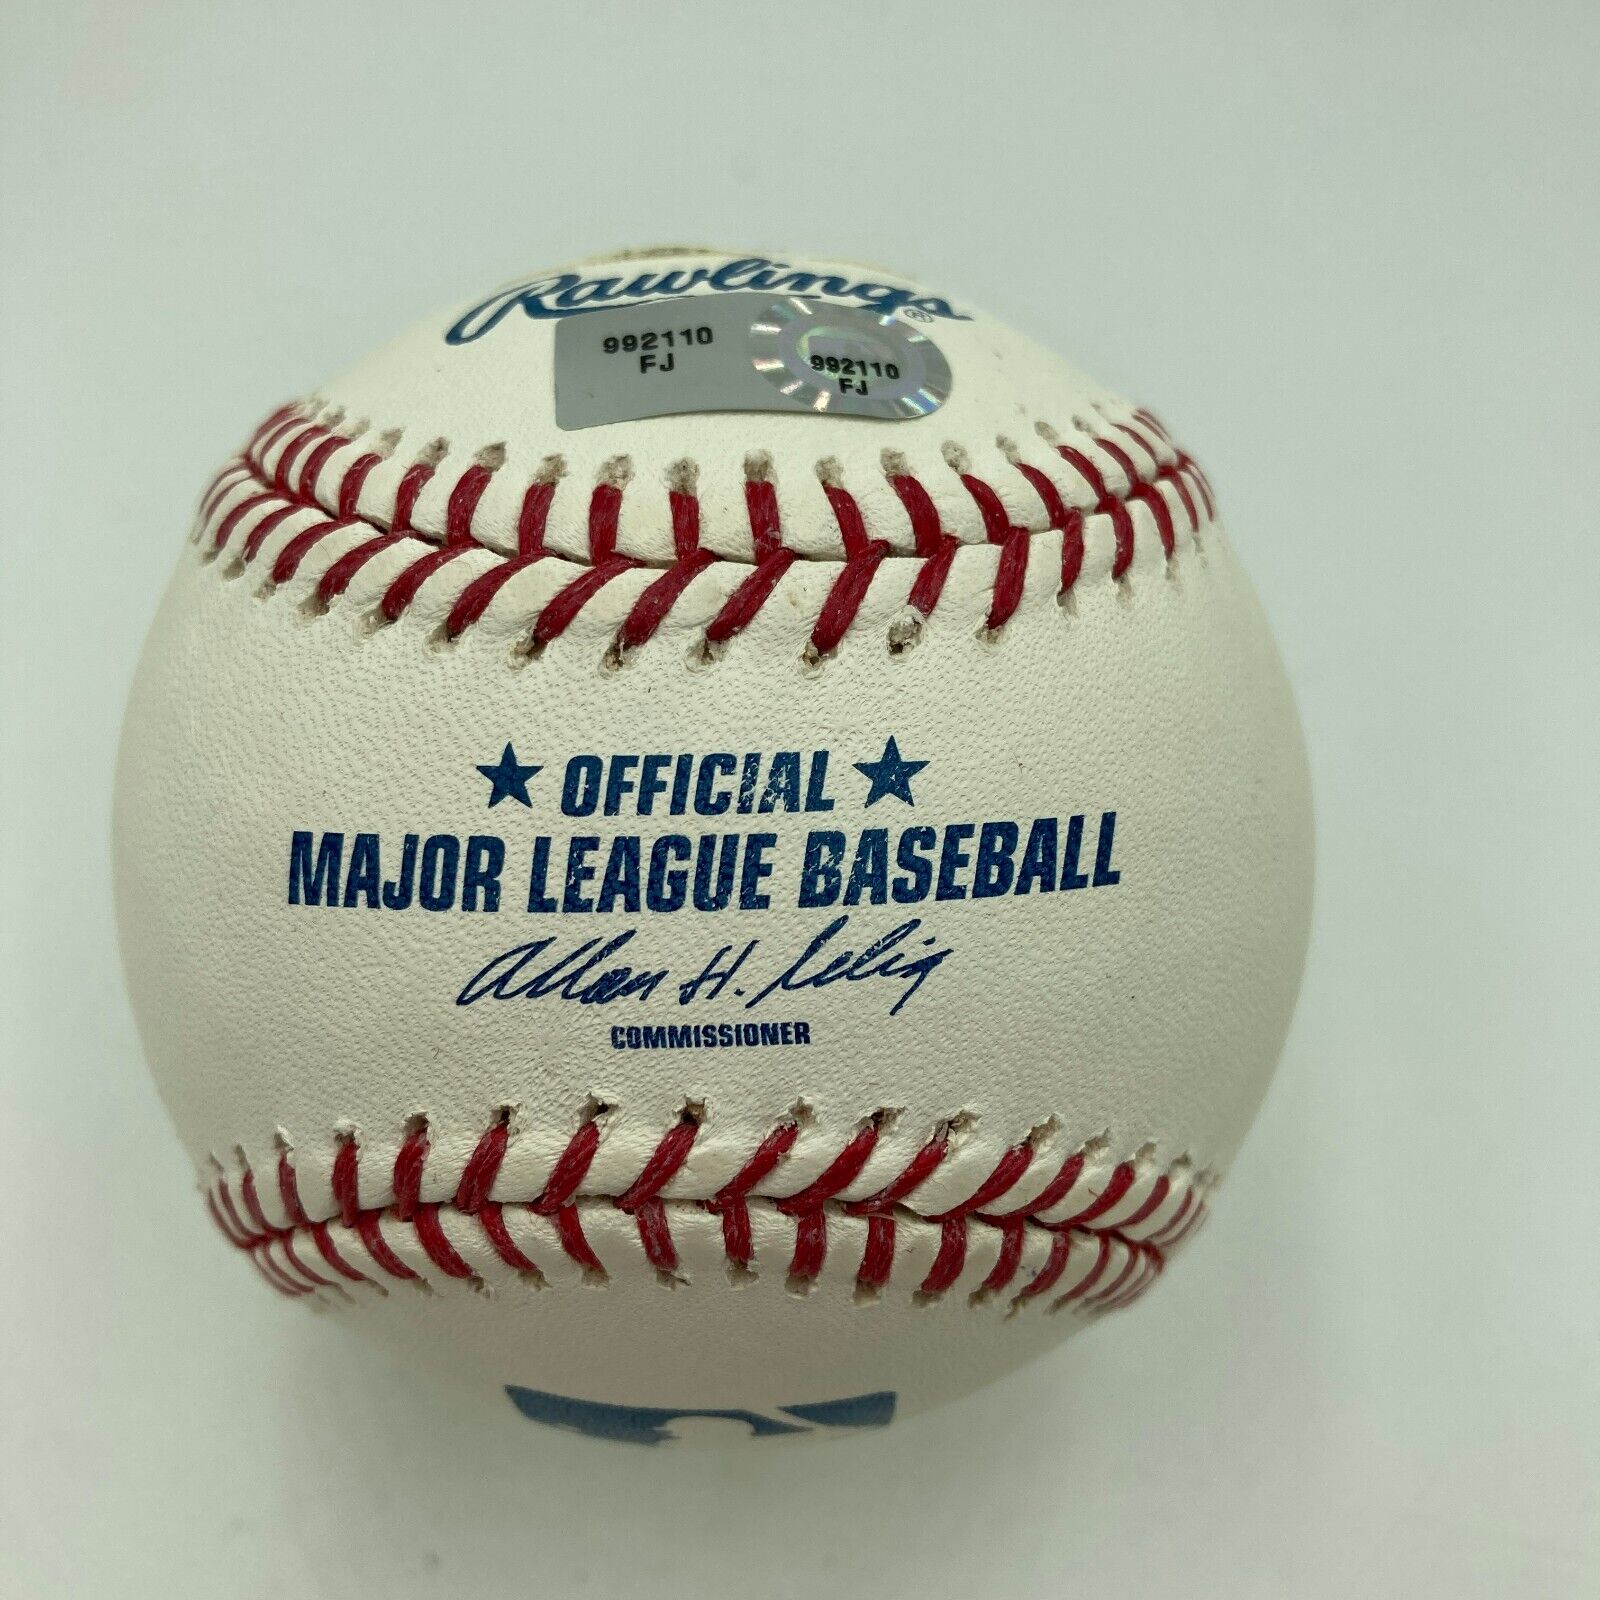 Rawlings®
992110
FJ
992110
FJ
★ OFFICIAL ★
MAJOR LEAGUE BASEBALL
Allan H. Selig
COMMISSIONER